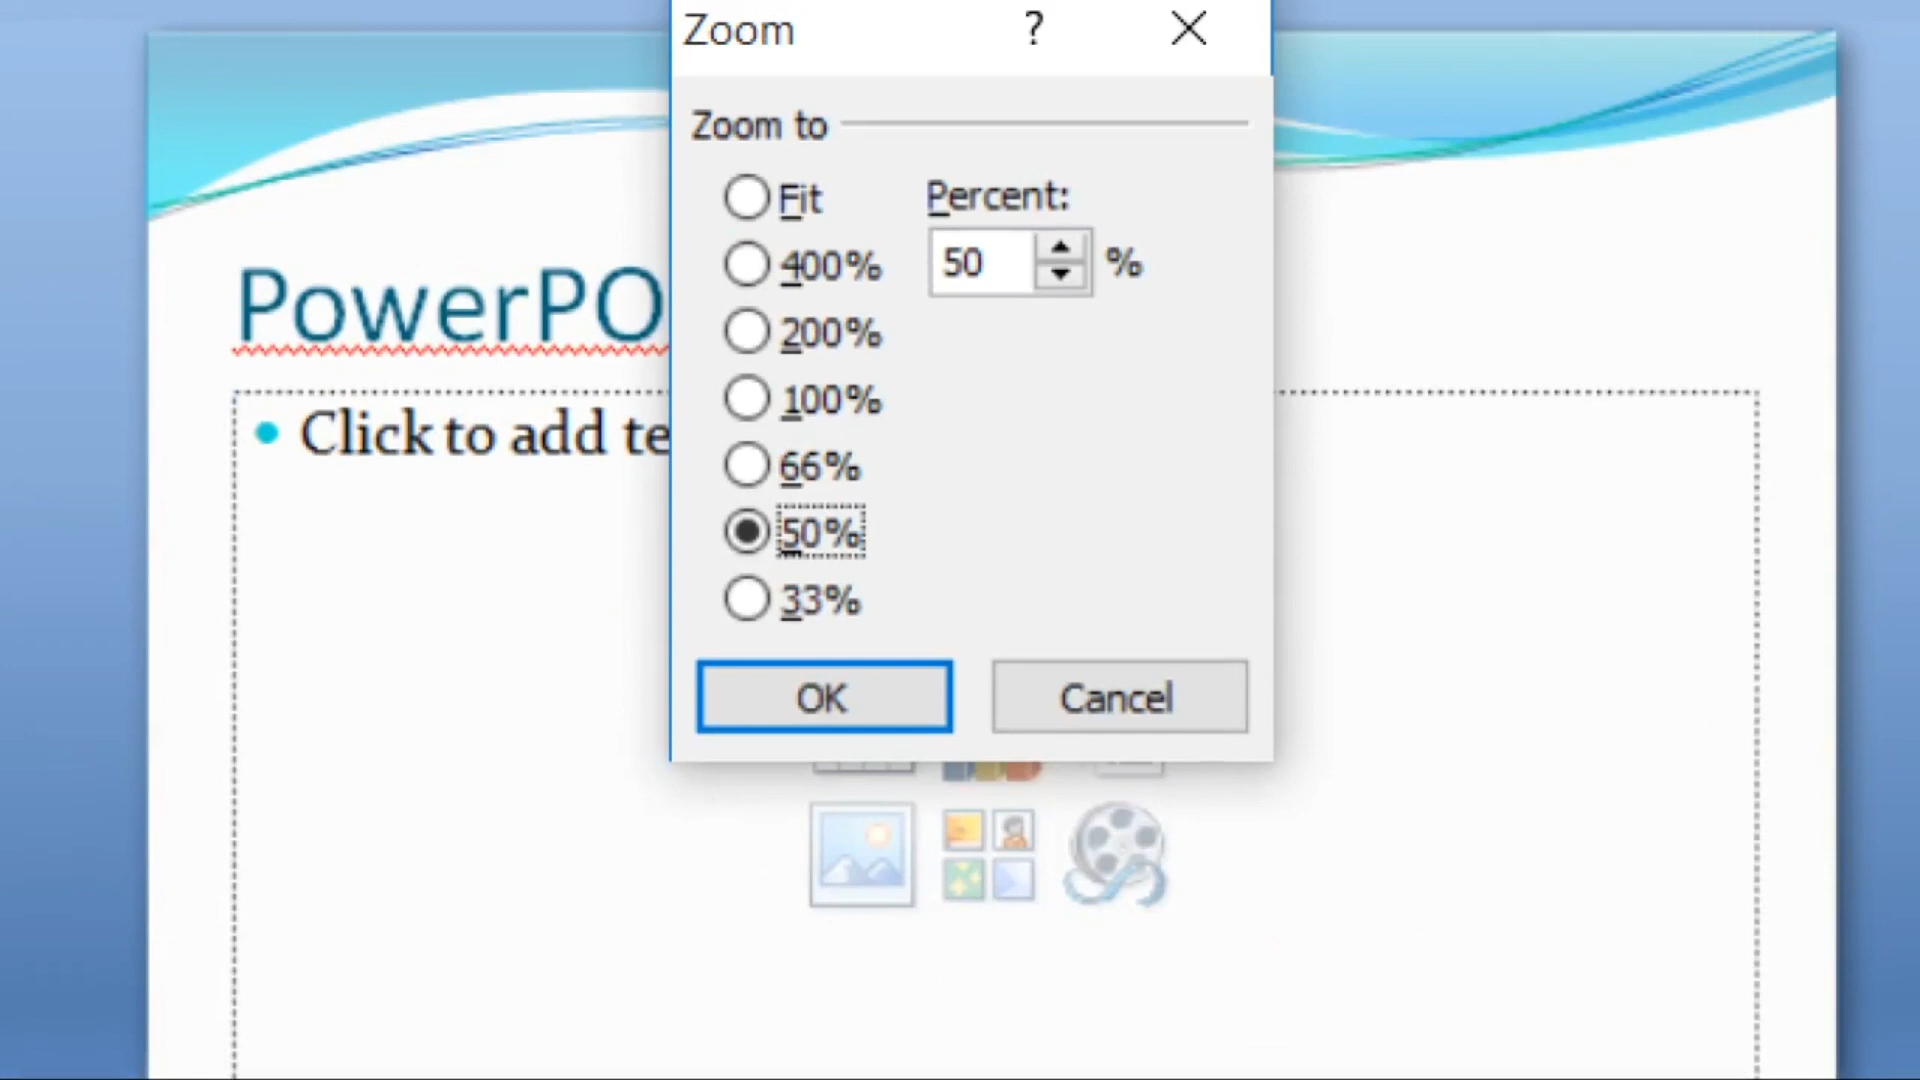 Zoom ?
Zoom to
Fit Percent:
400% 50 %
200%
100%
66%
50%
33%
OK Cancel
PowerPO
Click to add te